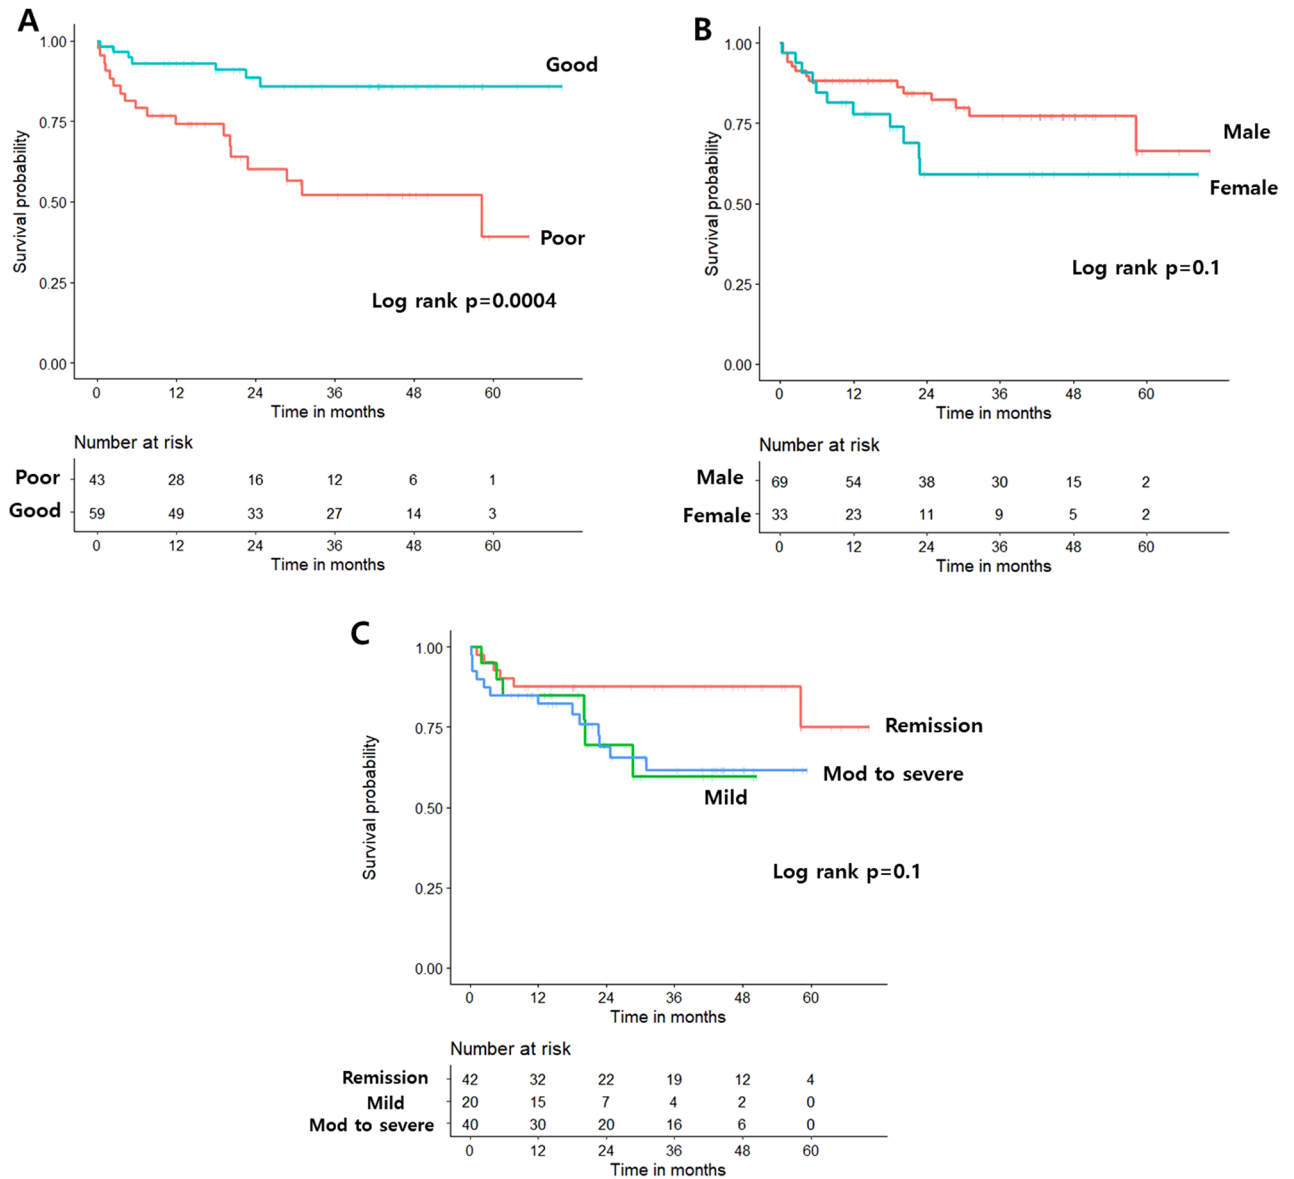 A
1.00
0.75
0.50
0.25
0.00
Survival probability
Good
Poor
Log rank p=0.0004
0 12 24 36 48 60
Time in months
Number at risk
Poor 43 28 16 12 6 1
Good 59 49 33 27 14 3
0 12 24 36 48 60
Time in months
B
1.00
0.75
0.50
0.25
0.00
Survival probability
Male
Female
Log rank p=0.1
0 12 24 36 48 60
Time in months
Number at risk
Male 69 54 38 30 15 2
Female 33 23 11 9 5 2
0 12 24 36 48 60
Time in months
C
1.00
0.75
0.50
0.25
0.00
Survival probability
Remission
Mod to severe
Mild
Log rank p=0.1
0 12 24 36 48 60
Time in months
Number at risk
Remission 42 32 22 19 12 4
Mild 20 15 7 4 2 0
Mod to severe 40 30 20 16 6 0
0 12 24 36 48 60
Time in months